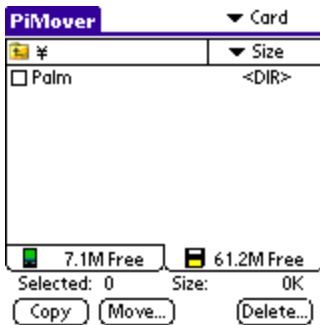 PiMover Card
¥ Size
Palm <DIR>
7.1M Free 61.2M Free
Selected: 0 Size: 0K
Copy Move... Delete...